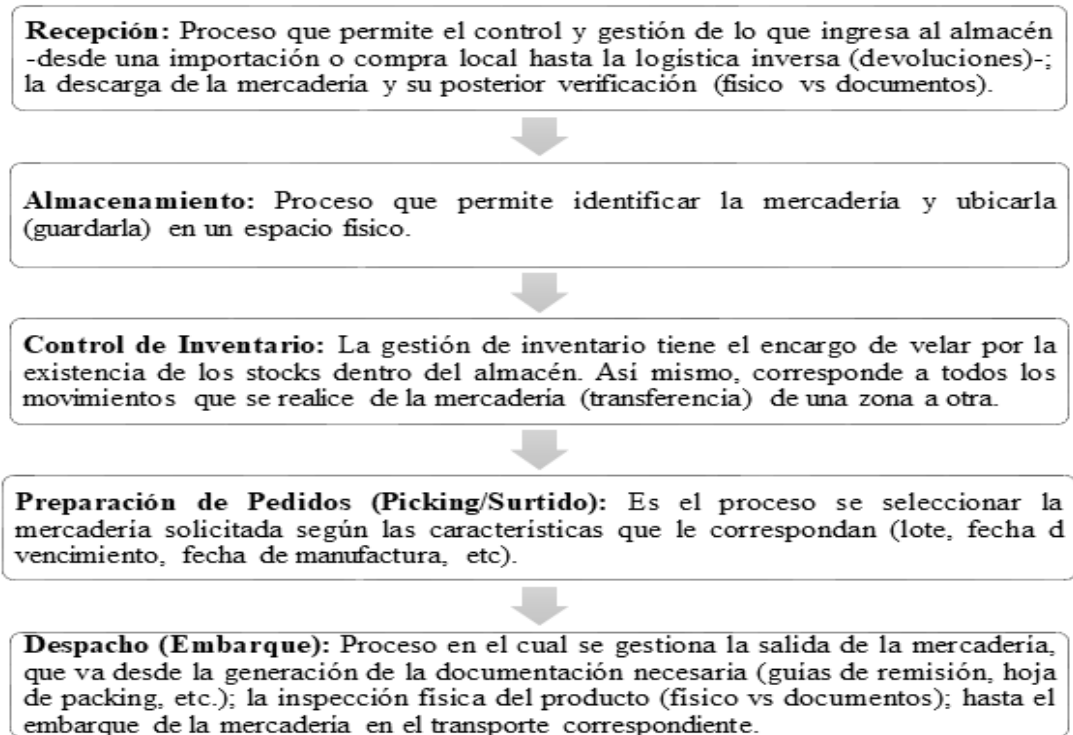 Recepción: Proceso que permite el control y gestión de lo que ingresa al almacén
-desde una importación o compra local hasta la logística inversa (devoluciones)-;
la descarga de la mercadería y su posterior verificación (físico vs documentos).
Almacenamiento: Proceso que permite identificar la mercadería y ubicarla
(guardarla) en un espacio físico.
Control de Inventario: La gestión de inventario tiene el encargo de velar por la
existencia de los stocks dentro del almacén. Así mismo, corresponde a todos los
movimientos que se realice de la mercadería (transferencia) de una zona a otra.
Preparación de Pedidos (Picking/Surtido): Es el proceso se seleccionar la
mercadería solicitada según las características que le correspondan (lote, fecha d
vencimiento, fecha de manufactura, etc).
Despacho (Embarque): Proceso en el cual se gestiona la salida de la mercadería,
que va desde la generación de la documentación necesaria (guías de remisión, hoja
de packing, etc.); la inspección física del producto (físico vs documentos); hasta el
embarque de la mercadería en el transporte correspondiente.